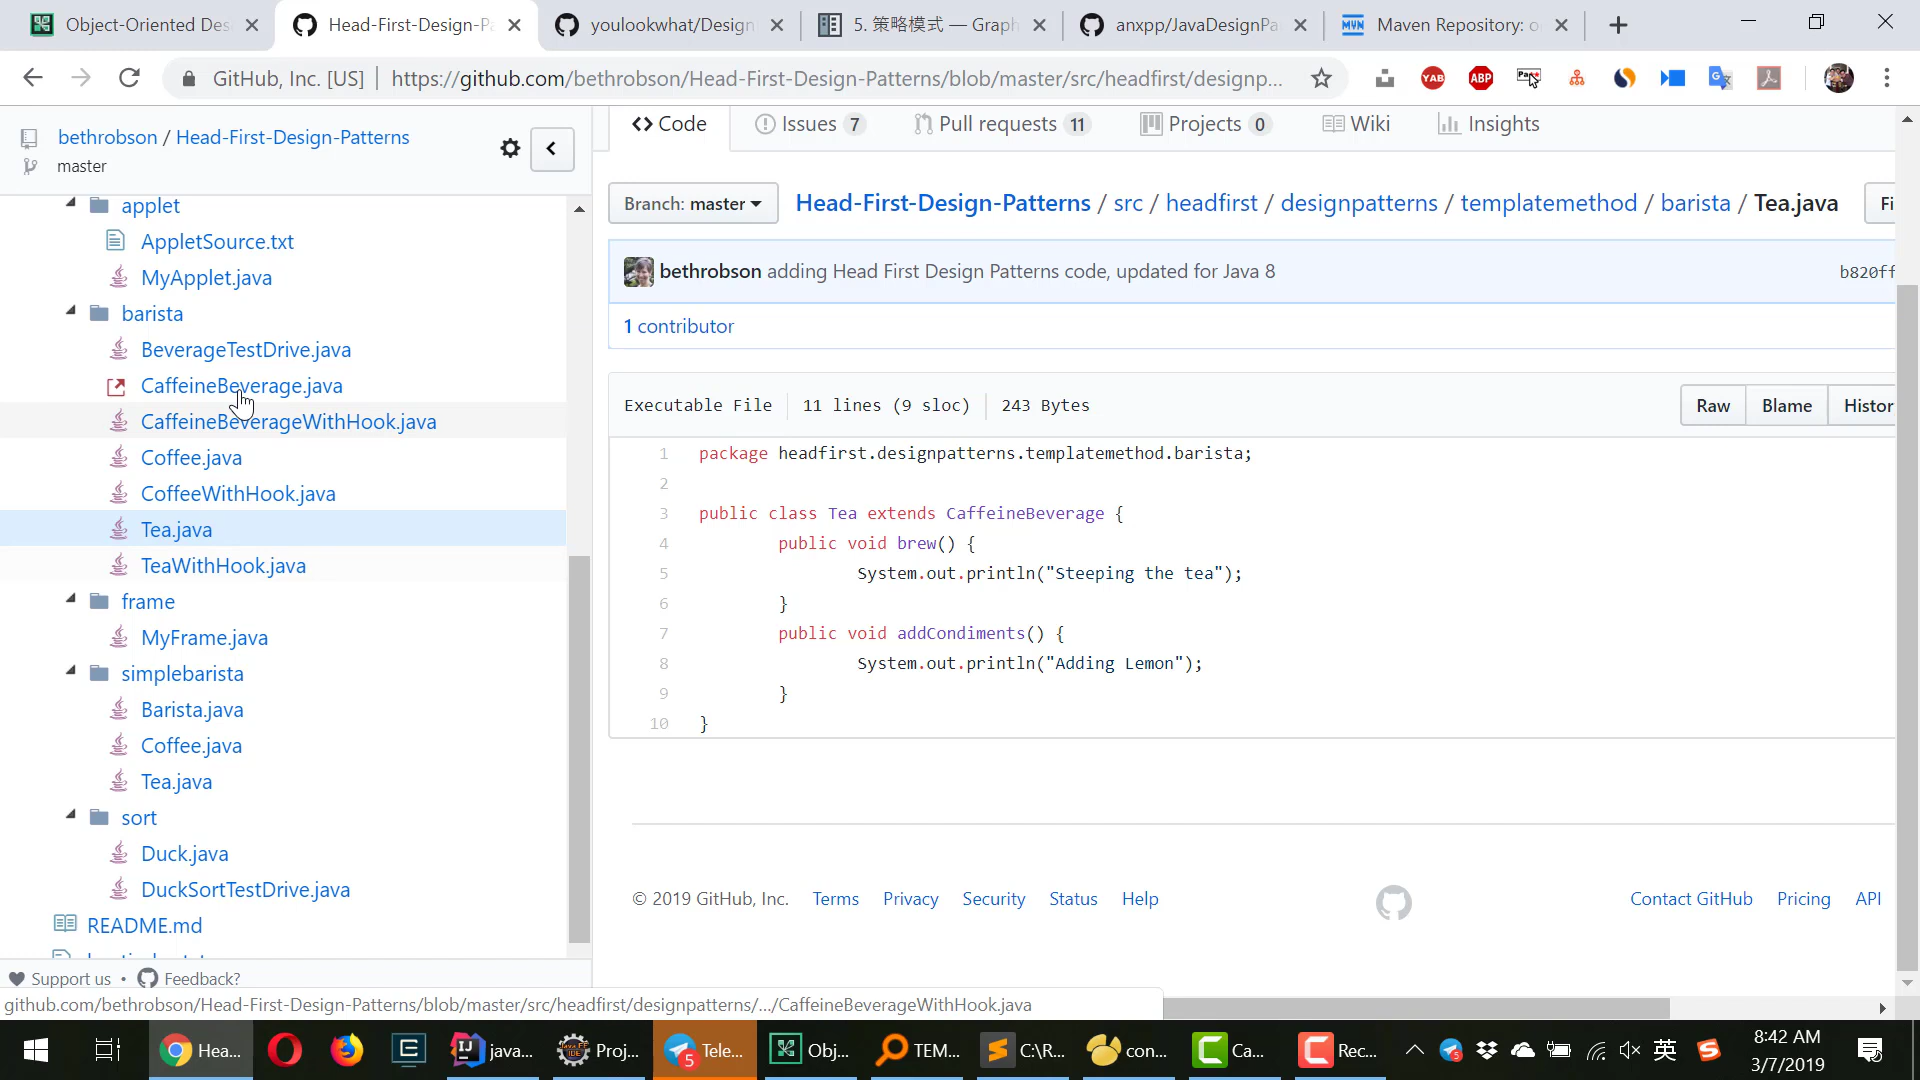 Object-Oriented Des
Head-First-Design-Pa
youlookwhat/Design
5. 策略模式 — Graph
anxpp/JavaDesignPa
MVN Maven Repository: o
GitHub, Inc. [US] https://github.com/bethrobson/Head-First-Design-Patterns/blob/master/src/headfirst/designp...
YAB
ABP
bethrobson / Head-First-Design-Patterns
master
applet
AppletSource.txt
MyApplet.java
barista
BeverageTestDrive.java
CaffeineBeverage.java
CaffeineBeverageWithHook.java
Coffee.java
CoffeeWithHook.java
Tea.java
TeaWithHook.java
frame
MyFrame.java
simplebarista
Barista.java
Coffee.java
Tea.java
sort
Duck.java
DuckSortTestDrive.java
README.md
Support us • Feedback?
github.com/bethrobson/Head-First-Design-Patterns/blob/master/src/headfirst/designpatterns/.../CaffeineBeverageWithHook.java
Code Issues 7 Pull requests 11 Projects 0 Wiki Insights
Branch: master Head-First-Design-Patterns / src / headfirst / designpatterns / templatemethod / barista / Tea.java Fi
bethrobson adding Head First Design Patterns code, updated for Java 8 b820ff
1 contributor
Executable File 11 lines (9 sloc) 243 Bytes Raw Blame Histor
1 package headfirst.designpatterns.templatemethod.barista;
2
3 public class Tea extends CaffeineBeverage {
4 public void brew() {
5 System.out.println("Steeping the tea");
6 }
7 public void addCondiments() {
8 System.out.println("Adding Lemon");
9 }
10 }
© 2019 GitHub, Inc. Terms Privacy Security Status Help Contact GitHub Pricing API
Hea... java... Proj... Tele... Obj... TEM... C:\R... con... Ca... Rec... 英
8:42 AM
3/7/2019